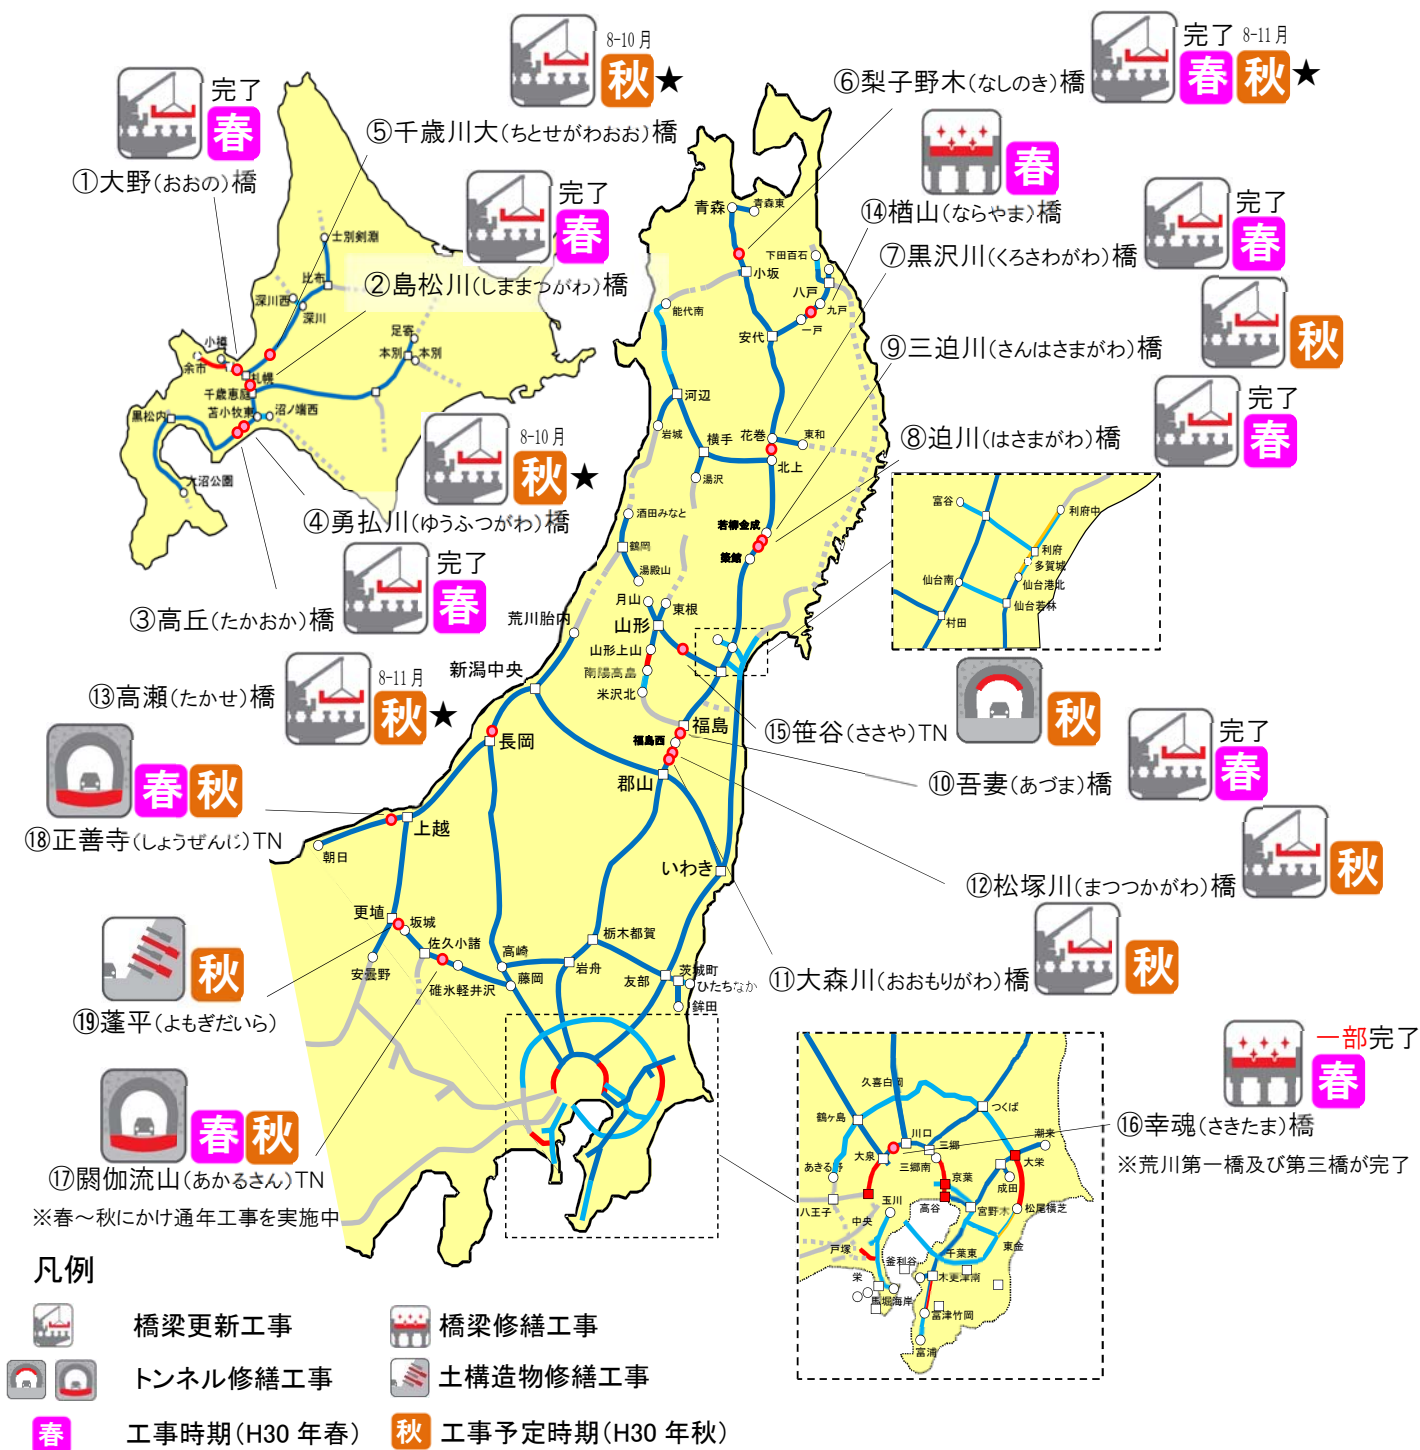 8-10月
秋★
⑤千歳川大(ちとせがわおお)橋
完了
春
①大野(おおの)橋
完了
春
②島松川(しままつがわ)橋
完了 8-11月
春 秋★
⑥梨子野木(なしのき)橋
春
⑭楢山(ならやま)橋
完了
春
⑦黒沢川(くろさわがわ)橋
秋
⑨三迫川(さんはさまがわ)橋
完了
春
⑧迫川(はさまがわ)橋
8-10月
秋★
④勇払川(ゆうふつがわ)橋
完了
春
③高丘(たかおか)橋
8-11月
秋★
⑬高瀬(たかせ)橋
春 秋
⑱正善寺(しょうぜんじ)TN
秋
⑮笹谷(ささや)TN
完了
春
⑩吾妻(あづま)橋
秋
⑫松塚川(まつつかがわ)橋
秋
⑪大森川(おおもりがわ)橋
秋
⑲蓬平(よもぎだいら)
春 秋
⑰閼伽流山(あかるさん)TN
※春～秋にかけ通年工事を実施中
一部完了
春
⑯幸魂(さきたま)橋
※荒川第一橋及び第三橋が完了
士別剣淵
比布
深川西
深川
小樽
余市
札幌
千歳恵庭
足寄
本別
本別
苫小牧東
沼ノ端西
黒松内
大沼公園
青森
青森東
小坂
下田百石
八戸
九戸
一戸
安代
能代南
河辺
岩城
横手
湯沢
花巻
東和
北上
若柳金成
築館
酒田みなと
鶴岡
湯殿山
月山
東根
山形
山形上山
南陽高畠
米沢北
荒川胎内
新潟中央
長岡
上越
朝日
福島
福島西
郡山
いわき
更埴
坂城
佐久小諸
安曇野
碓氷軽井沢
高崎
藤岡
岩舟
栃木都賀
友部
茨城町
ひたちなか
鉾田
富谷
利府中
利府
多賀城
仙台港北
仙台南
仙台若林
村田
久喜白岡
鶴ヶ島
つくば
川口
三郷
大泉
三郷南
潮来
大栄
成田
あきる野
京葉
八王子
玉川
中央
高谷
宮野木
松尾横芝
戸塚
釜利谷
千葉東
東金
栄
木更津南
馬堀海岸
富津竹岡
富浦
凡例
橋梁更新工事
橋梁修繕工事
トンネル修繕工事
土構造物修繕工事
春 工事時期(H30年春)
秋 工事予定時期(H30年秋)